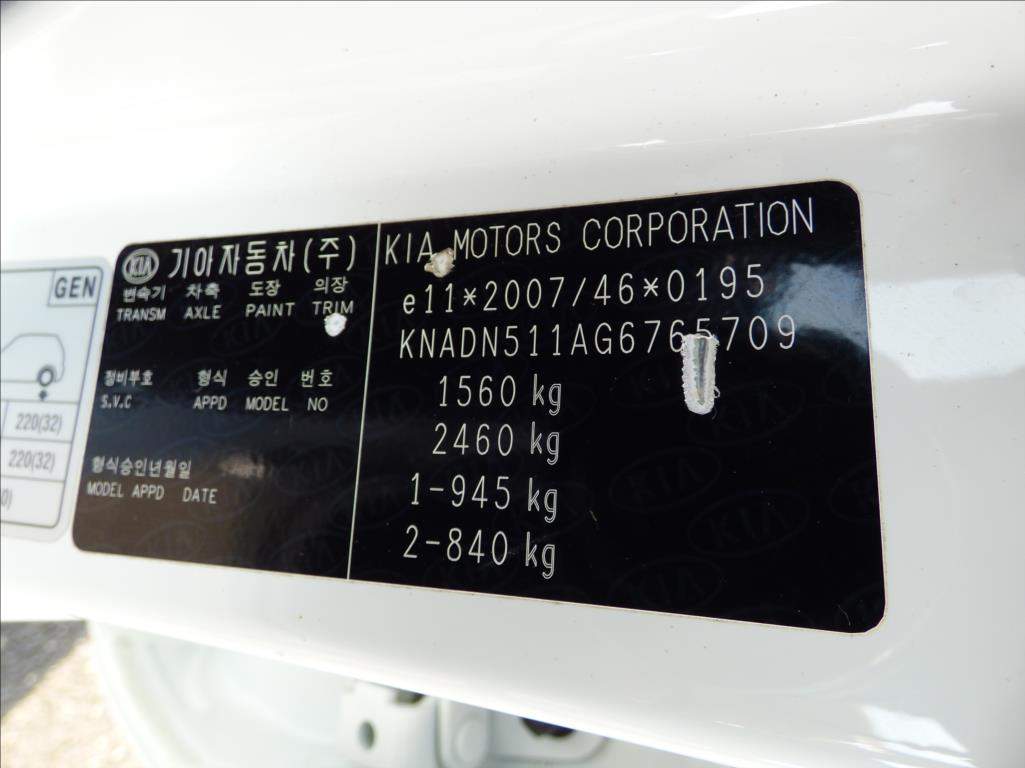 GEN
220(32)
220(32)
0)
KIA 기아자동차(주)
변속기 차축 도장 의장
TRANSM AXLE PAINT TRIM
정비부호 형식 승인 번호
S.V.C APPD MODEL NO
형식승인년월일
MODEL APPD DATE
KIA MOTORS CORPORATION
e11*2007/46*0195
KNADN511AG6765709
1560 kg
2460 kg
1-945 kg
2-840 kg